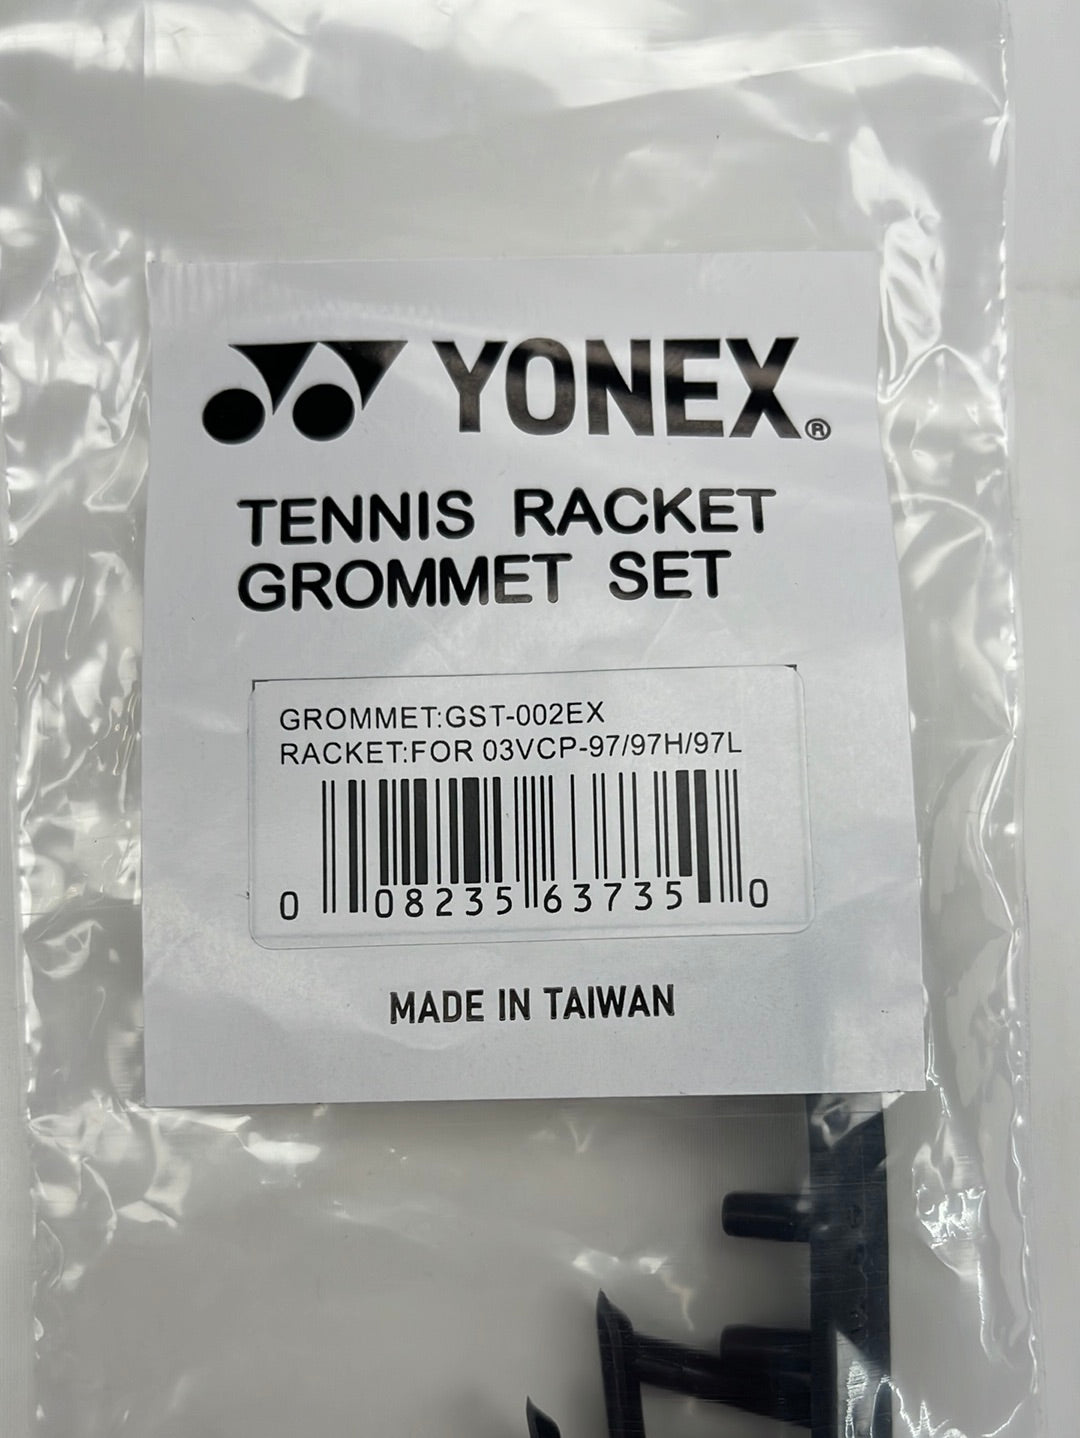 YONEX®
TENNIS RACKET
GROMMET SET
GROMMET:GST-002EX
RACKET:FOR 03VCP-97/97H/97L
0 08235 63735 0
MADE IN TAIWAN